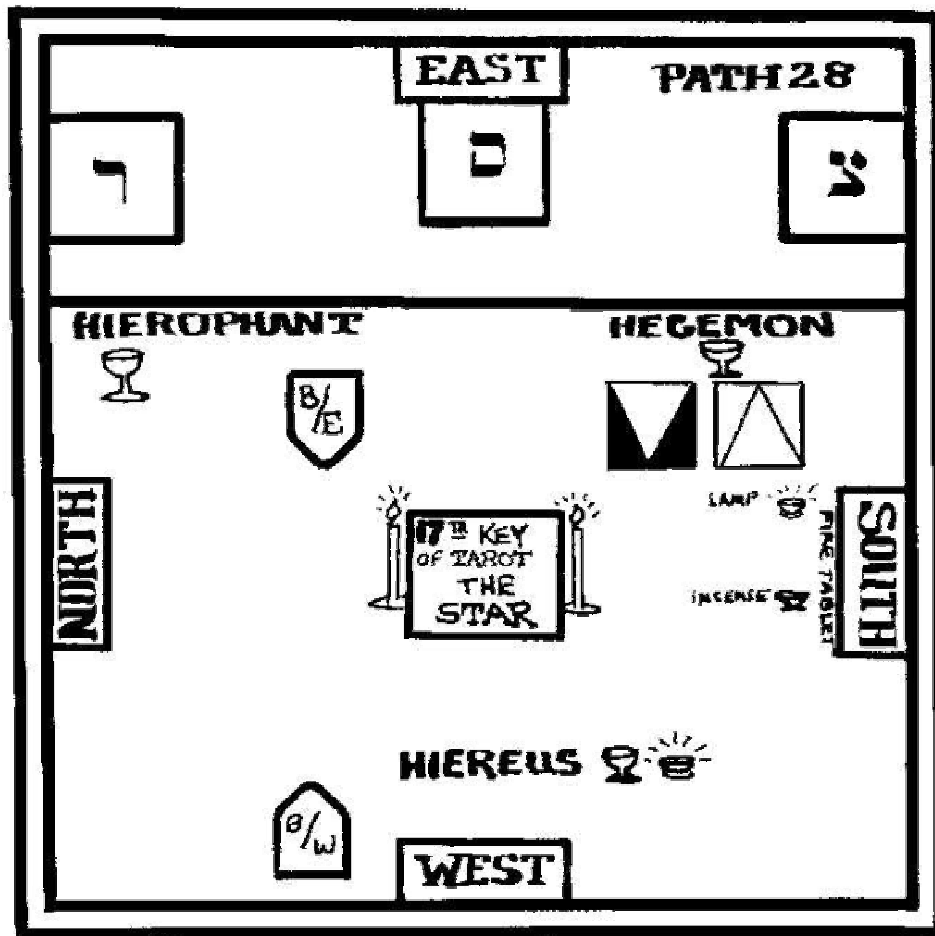 EAST
PATH 28
ר
ם
צ
HIEROPHANT
HEGEMON
B/E
LAMP
NORTH
17TH KEY
OF TAROT
THE
STAR
FIRE TABLET
SOUTH
INCENSE
HIEREUS
B/W
WEST